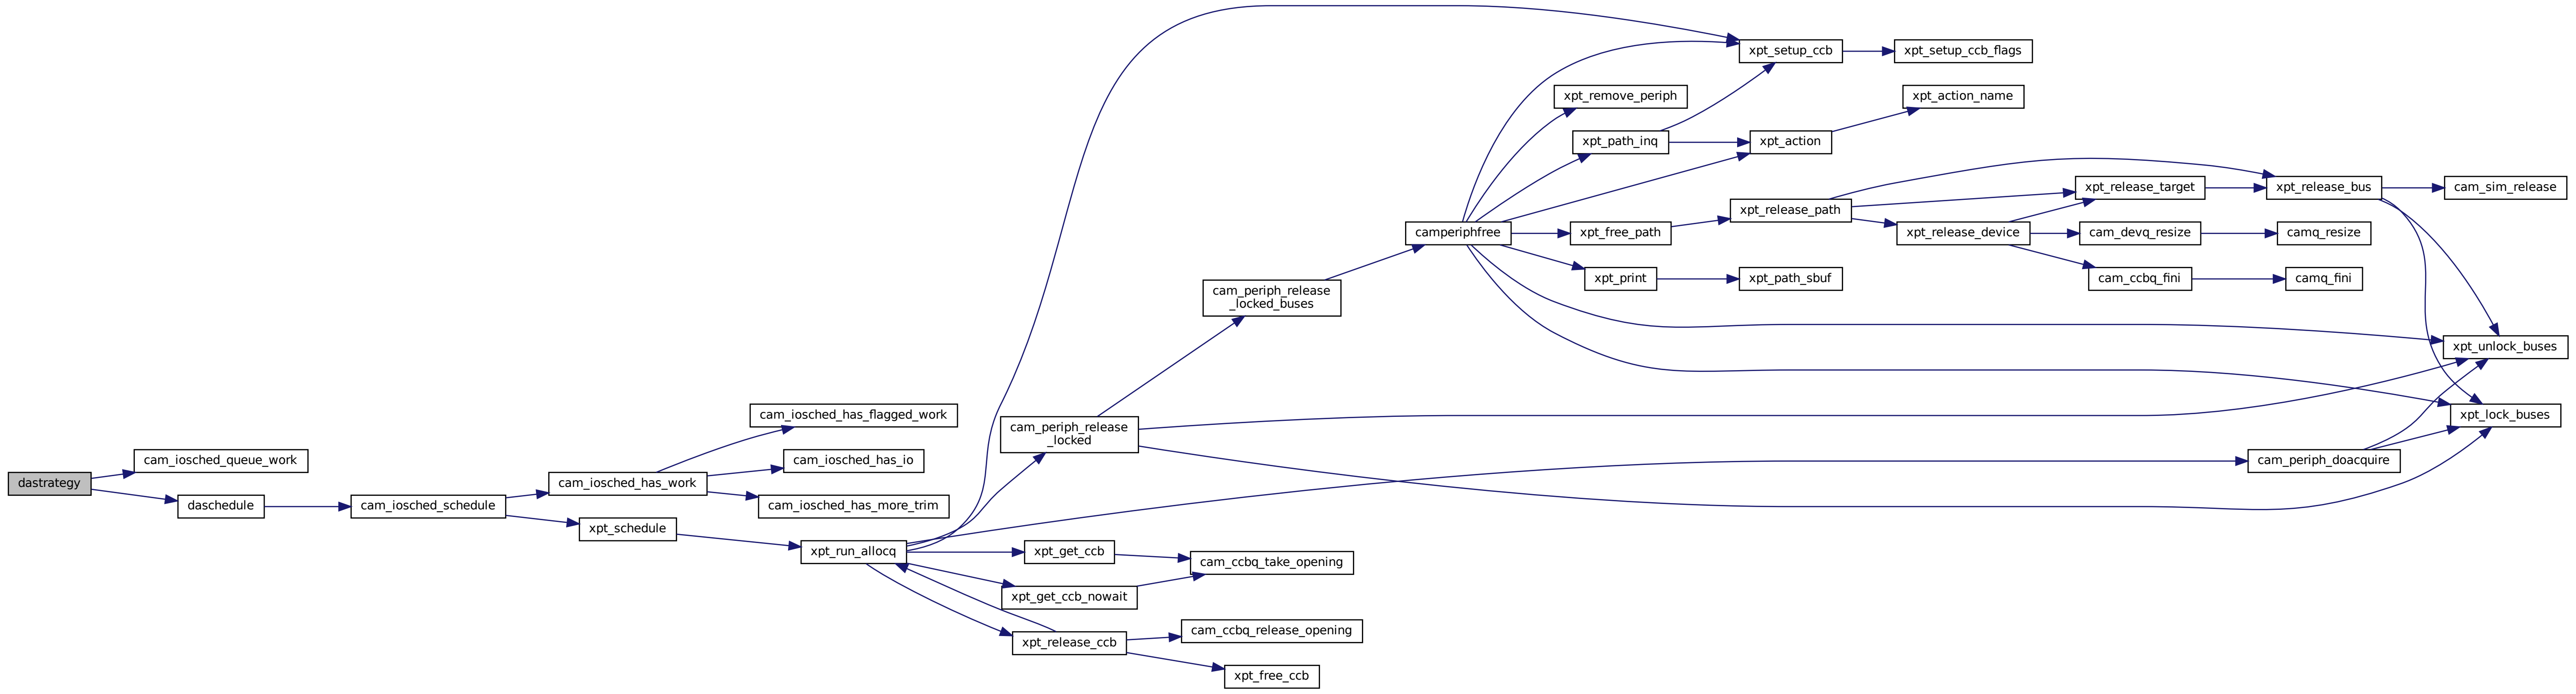 dastrategy
cam_iosched_queue_work
daschedule
cam_iosched_schedule
cam_iosched_has_work
xpt_schedule
cam_iosched_has_flagged_work
cam_iosched_has_io
cam_iosched_has_more_trim
xpt_run_allocq
cam_periph_release
_locked
xpt_get_ccb
xpt_get_ccb_nowait
xpt_release_ccb
cam_periph_release
_locked_buses
cam_ccbq_take_opening
cam_ccbq_release_opening
xpt_free_ccb
camperiphfree
xpt_remove_periph
xpt_path_inq
xpt_free_path
xpt_print
xpt_setup_ccb
xpt_action
xpt_release_path
xpt_path_sbuf
xpt_setup_ccb_flags
xpt_action_name
xpt_release_device
xpt_release_target
cam_devq_resize
cam_ccbq_fini
xpt_release_bus
camq_resize
camq_fini
cam_periph_doacquire
cam_sim_release
xpt_unlock_buses
xpt_lock_buses